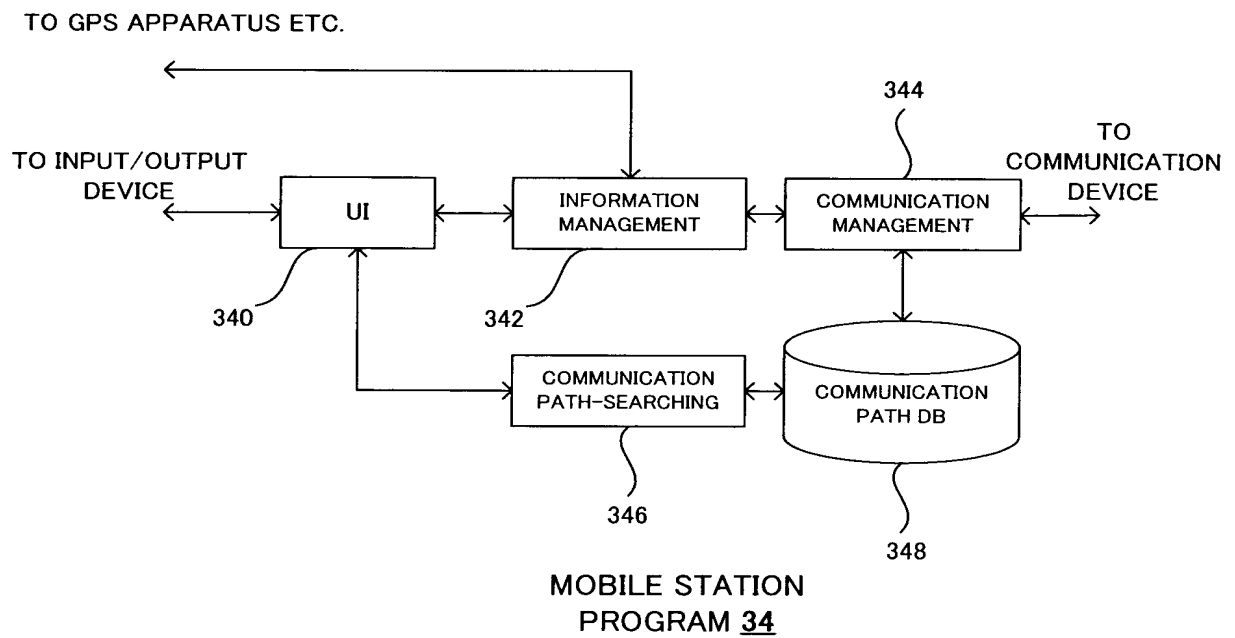 TO GPS APPARATUS ETC.
344
TO
COMMUNICATION
DEVICE
TO INPUT/OUTPUT
DEVICE
UI
INFORMATION
MANAGEMENT
COMMUNICATION
MANAGEMENT
340
342
COMMUNICATION
PATH-SEARCHING
COMMUNICATION
PATH DB
346
348
MOBILE STATION
PROGRAM 34